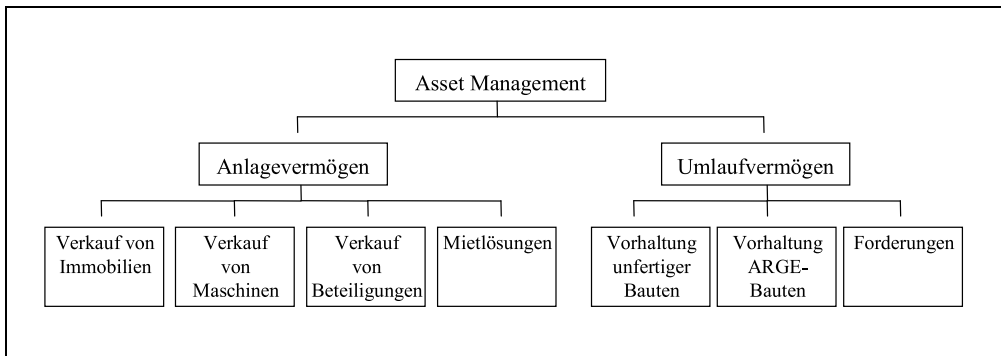 Asset Management
Anlagevermögen
Umlaufvermögen
Verkauf von
Immobilien
Verkauf
von
Maschinen
Verkauf
von
Beteiligungen
Mietlösungen
Vorhaltung
unfertiger
Bauten
Vorhaltung
ARGE-
Bauten
Forderungen